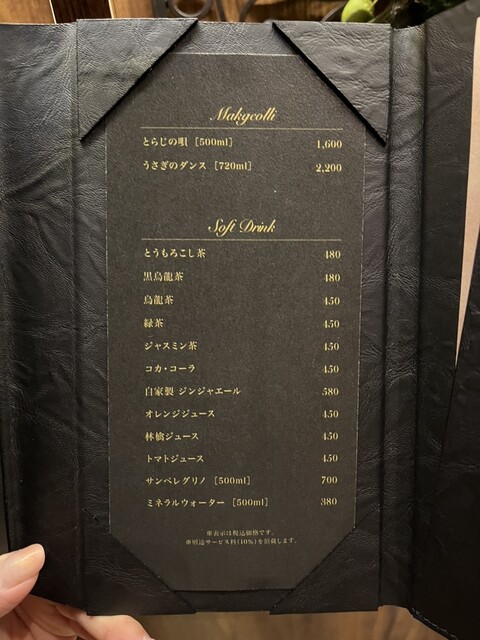 Makgeolli
とらじの唄 [500ml] 1,600
うさぎのダンス [720ml] 2,200
Soft Drink
とうもろこし茶 480
黒烏龍茶 480
烏龍茶 450
緑茶 450
ジャスミン茶 450
コカ・コーラ 450
自家製 ジンジャエール 580
オレンジジュース 450
林檎ジュース 450
トマトジュース 450
サンペレグリノ [500ml] 700
ミネラルウォーター [500ml] 380
※表示は税込価格です。
※別途サービス料(10%)を頂戴します。